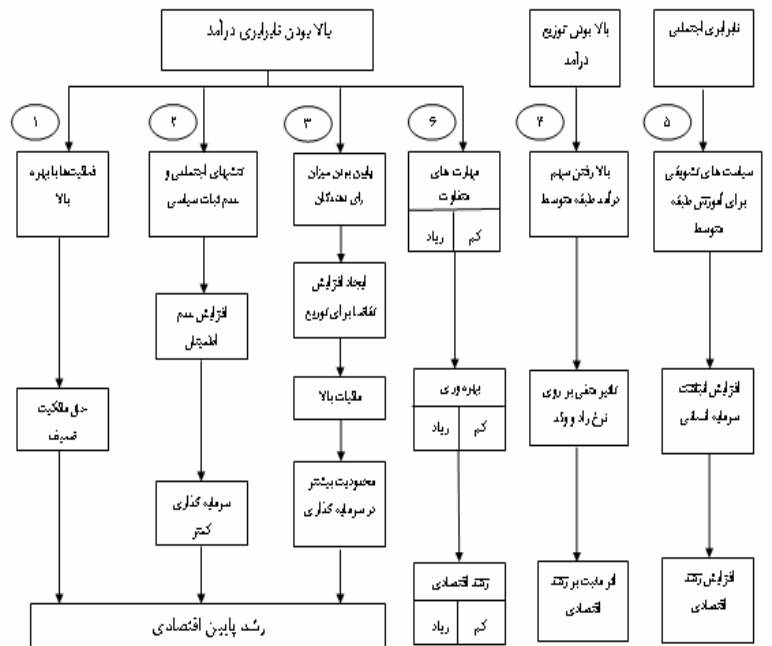 بالا بودن نابرابری درآمد
بالا بودن توزیع
درآمد
نابرابری اجتماعی
۱
۲
۳
۶
۴
۵
فعالیت‌ها با بهره
بالا
تنشهای اجتماعی و
عدم ثبات سیاسی
پایین بودن میزان
رای دهندگان
مهارت های
متفاوت
زیاد
کم
بالا رفتن سهم
درآمد طبقه متوسط
سیاست های تشویقی
برای آموزش طبقه
متوسط
ایجاد افزایش
تقاضا برای توزیع
افزایش عدم
اطمینان
حق مالکیت
ضعیف
مالیات بالا
بهره وری
زیاد
کم
تاثیر منفی بر روی
نرخ زاد و ولد
افزایش انباشت
سرمایه انسانی
سرمایه گذاری
کمتر
محدودیت بیشتر
در سرمایه گذاری
رشد اقتصادی
زیاد
کم
اثر مثبت بر رشد
اقتصادی
افزایش رشد
اقتصادی
رشد پایین اقتصادی